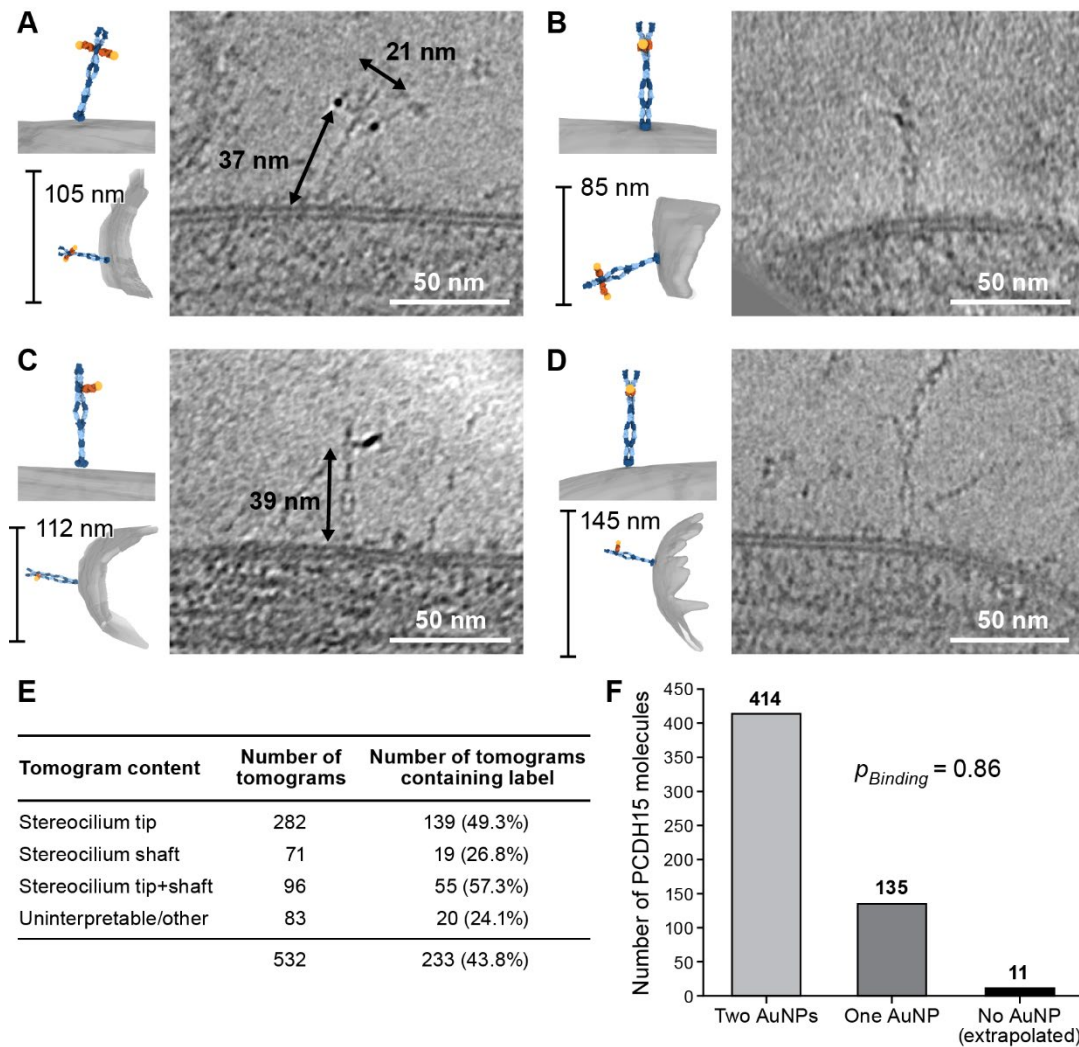 A
21 nm
37 nm
105 nm
50 nm
B
85 nm
50 nm
C
39 nm
112 nm
50 nm
D
145 nm
50 nm
E
Tomogram content Number of tomograms Number of tomograms containing label
Stereocilium tip 282 139 (49.3%)
Stereocilium shaft 71 19 (26.8%)
Stereocilium tip+shaft 96 55 (57.3%)
Uninterpretable/other 83 20 (24.1%)
532 233 (43.8%)
F
Number of PCDH15 molecules
450
400
350
300
250
200
150
100
50
0
414
135
11
pBinding = 0.86
Two AuNPs
One AuNP
No AuNP
(extrapolated)